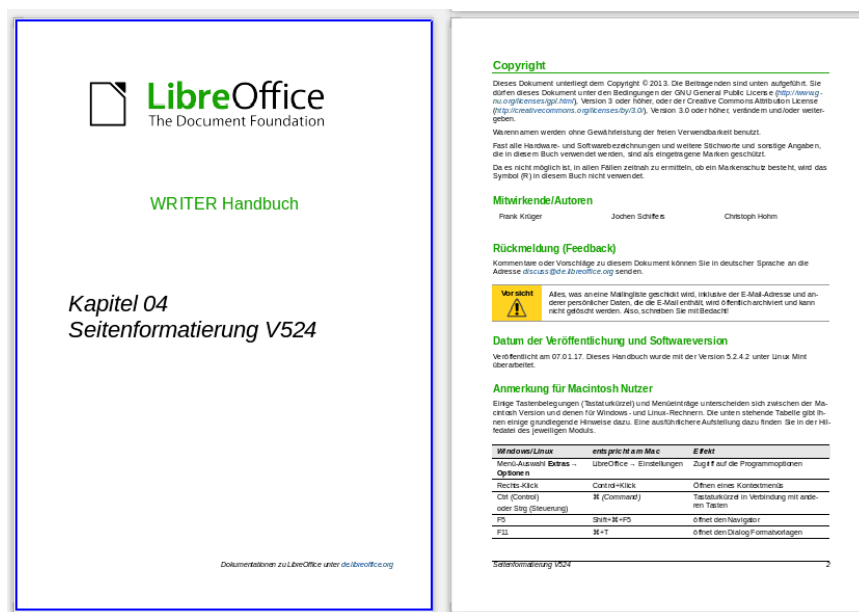 LibreOffice
The Document Foundation
WRITER Handbuch
Kapitel 04
Seitenformatierung V524
Dokumentationen zu LibreOffice unter de.libreoffice.org
Copyright
Dieses Dokument unterliegt dem Copyright © 2013. Die Beitragenden sind unten aufgeführt. Sie
dürfen dieses Dokument unter den Bedingungen der GNU General Public License (http://www.g-
nu.org/licenses/gpl.html), Version 3 oder höher, oder der Creative Commons Attribution License
(http://creativecommons.org/licenses/by/3.0/), Version 3.0 oder höher, verändern und/oder weiter-
geben.
Warennamen werden ohne Gewährleistung der freien Verwendbarkeit benutzt.
Fast alle Hardware- und Softwarebezeichnungen und weitere Stichworte und sonstige Angaben,
die in diesem Buch verwendet werden, sind als eingetragene Marken geschützt.
Da es nicht möglich ist, in allen Fällen zeitnah zu ermitteln, ob ein Markenschutz besteht, wird das
Symbol (R) in diesem Buch nicht verwendet.
Mitwirkende/Autoren
Frank Krüger Jochen Schiffers Christoph Hohm
Rückmeldung (Feedback)
Kommentare oder Vorschläge zu diesem Dokument können Sie in deutscher Sprache an die
Adresse discuss@de.libreoffice.org senden.
Vorsicht
Alles, was an eine Mailingliste geschickt wird, inklusive der E-Mail-Adresse und an-
derer persönlicher Daten, die die E-Mail enthält, wird öffentlich archiviert und kann
nicht gelöscht werden. Also, schreiben Sie mit Bedacht!
Datum der Veröffentlichung und Softwareversion
Veröffentlicht am 07.01.17. Dieses Handbuch wurde mit der Version 5.2.4.2 unter Linux Mint
überarbeitet.
Anmerkung für Macintosh Nutzer
Einige Tastenbelegungen (Tastaturkürzel) und Menüeinträge unterscheiden sich zwischen der Ma-
cintosh Version und denen für Windows- und Linux-Rechnern. Die unten stehende Tabelle gibt Ih-
nen einige grundlegende Hinweise dazu. Eine ausführlichere Aufstellung dazu finden Sie in der Hil-
fedatei des jeweiligen Moduls.
Windows/Linux entspricht am Mac Effekt
Menü-Auswahl Extras → LibreOffice → Einstellungen Zugriff auf die Programmoptionen
Optionen
Rechts-Klick Control+Klick Öffnen eines Kontextmenüs
Ctrl (Control) ⌘ (Command) Tastaturkürzel in Verbindung mit ande-
oder Strg (Steuerung) ren Tasten
F5 Shift+⌘+F5 öffnet den Navigator
F11 ⌘+T öffnet den Dialog Formatvorlagen
Seitenformatierung V524 2